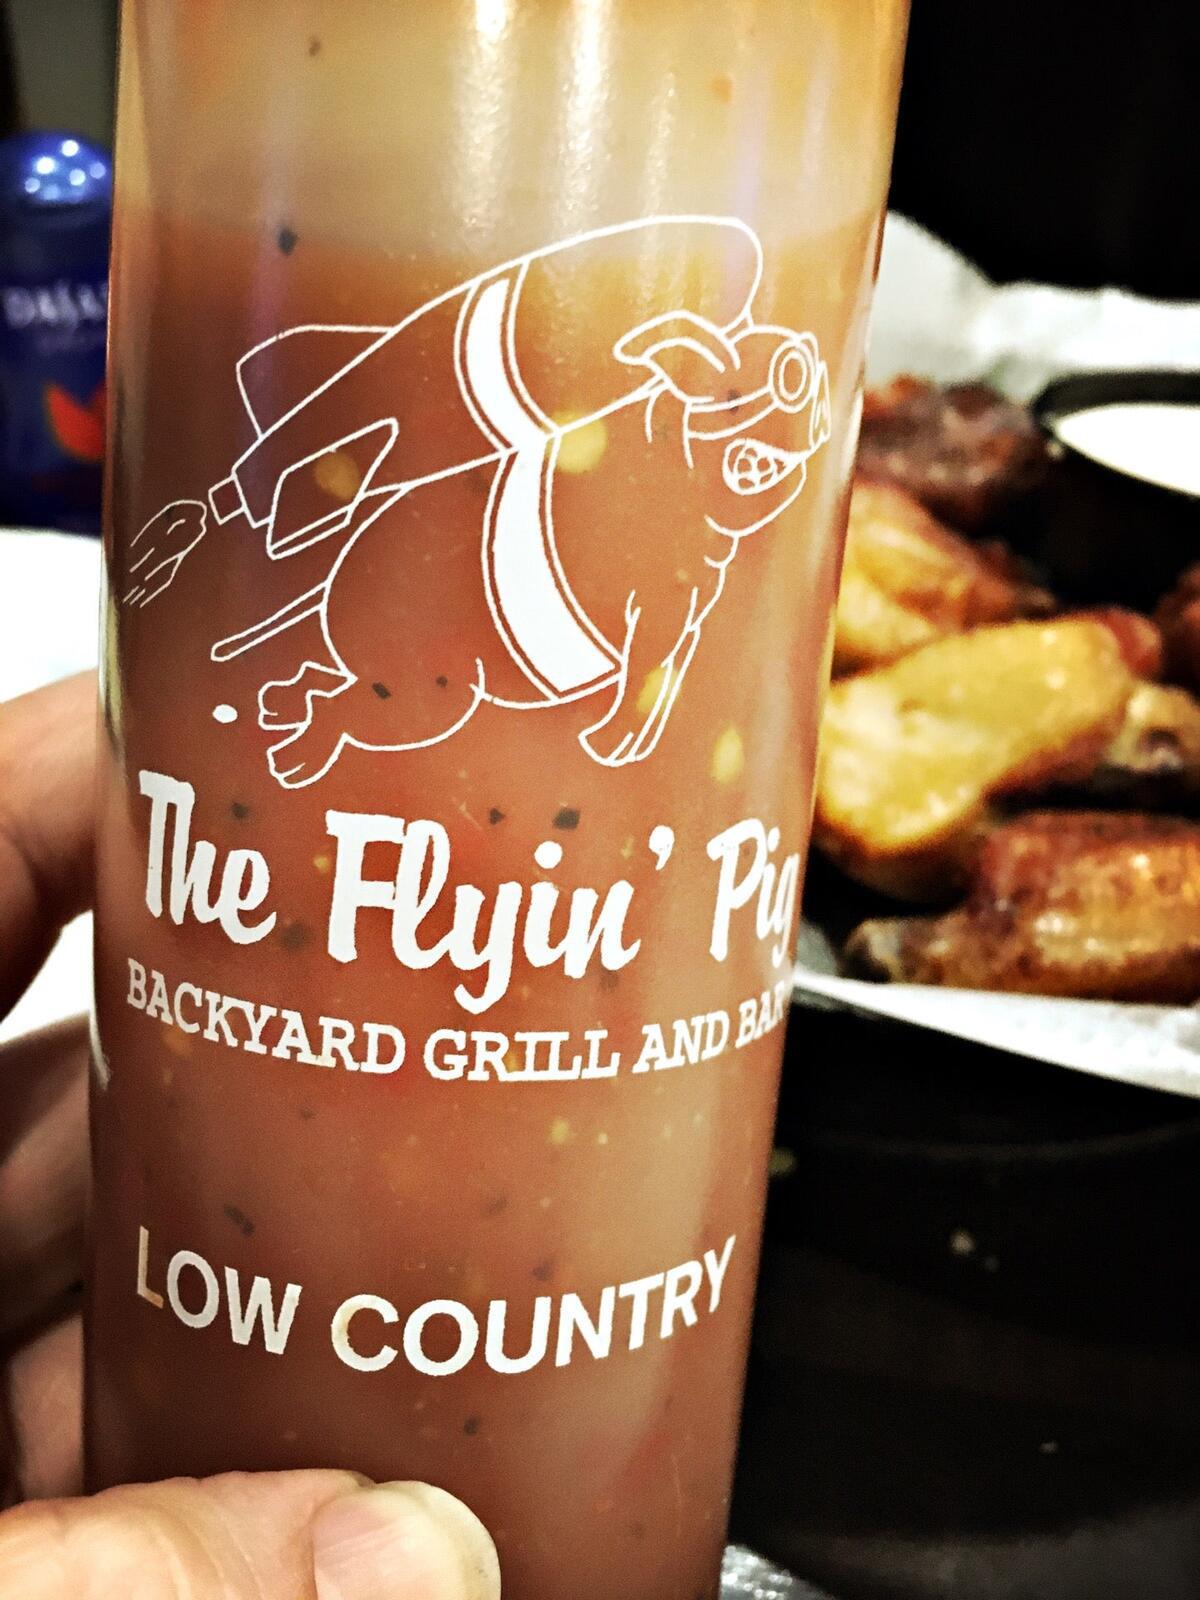 The Flyin' Pig
BACKYARD GRILL AND BAR
LOW COUNTRY